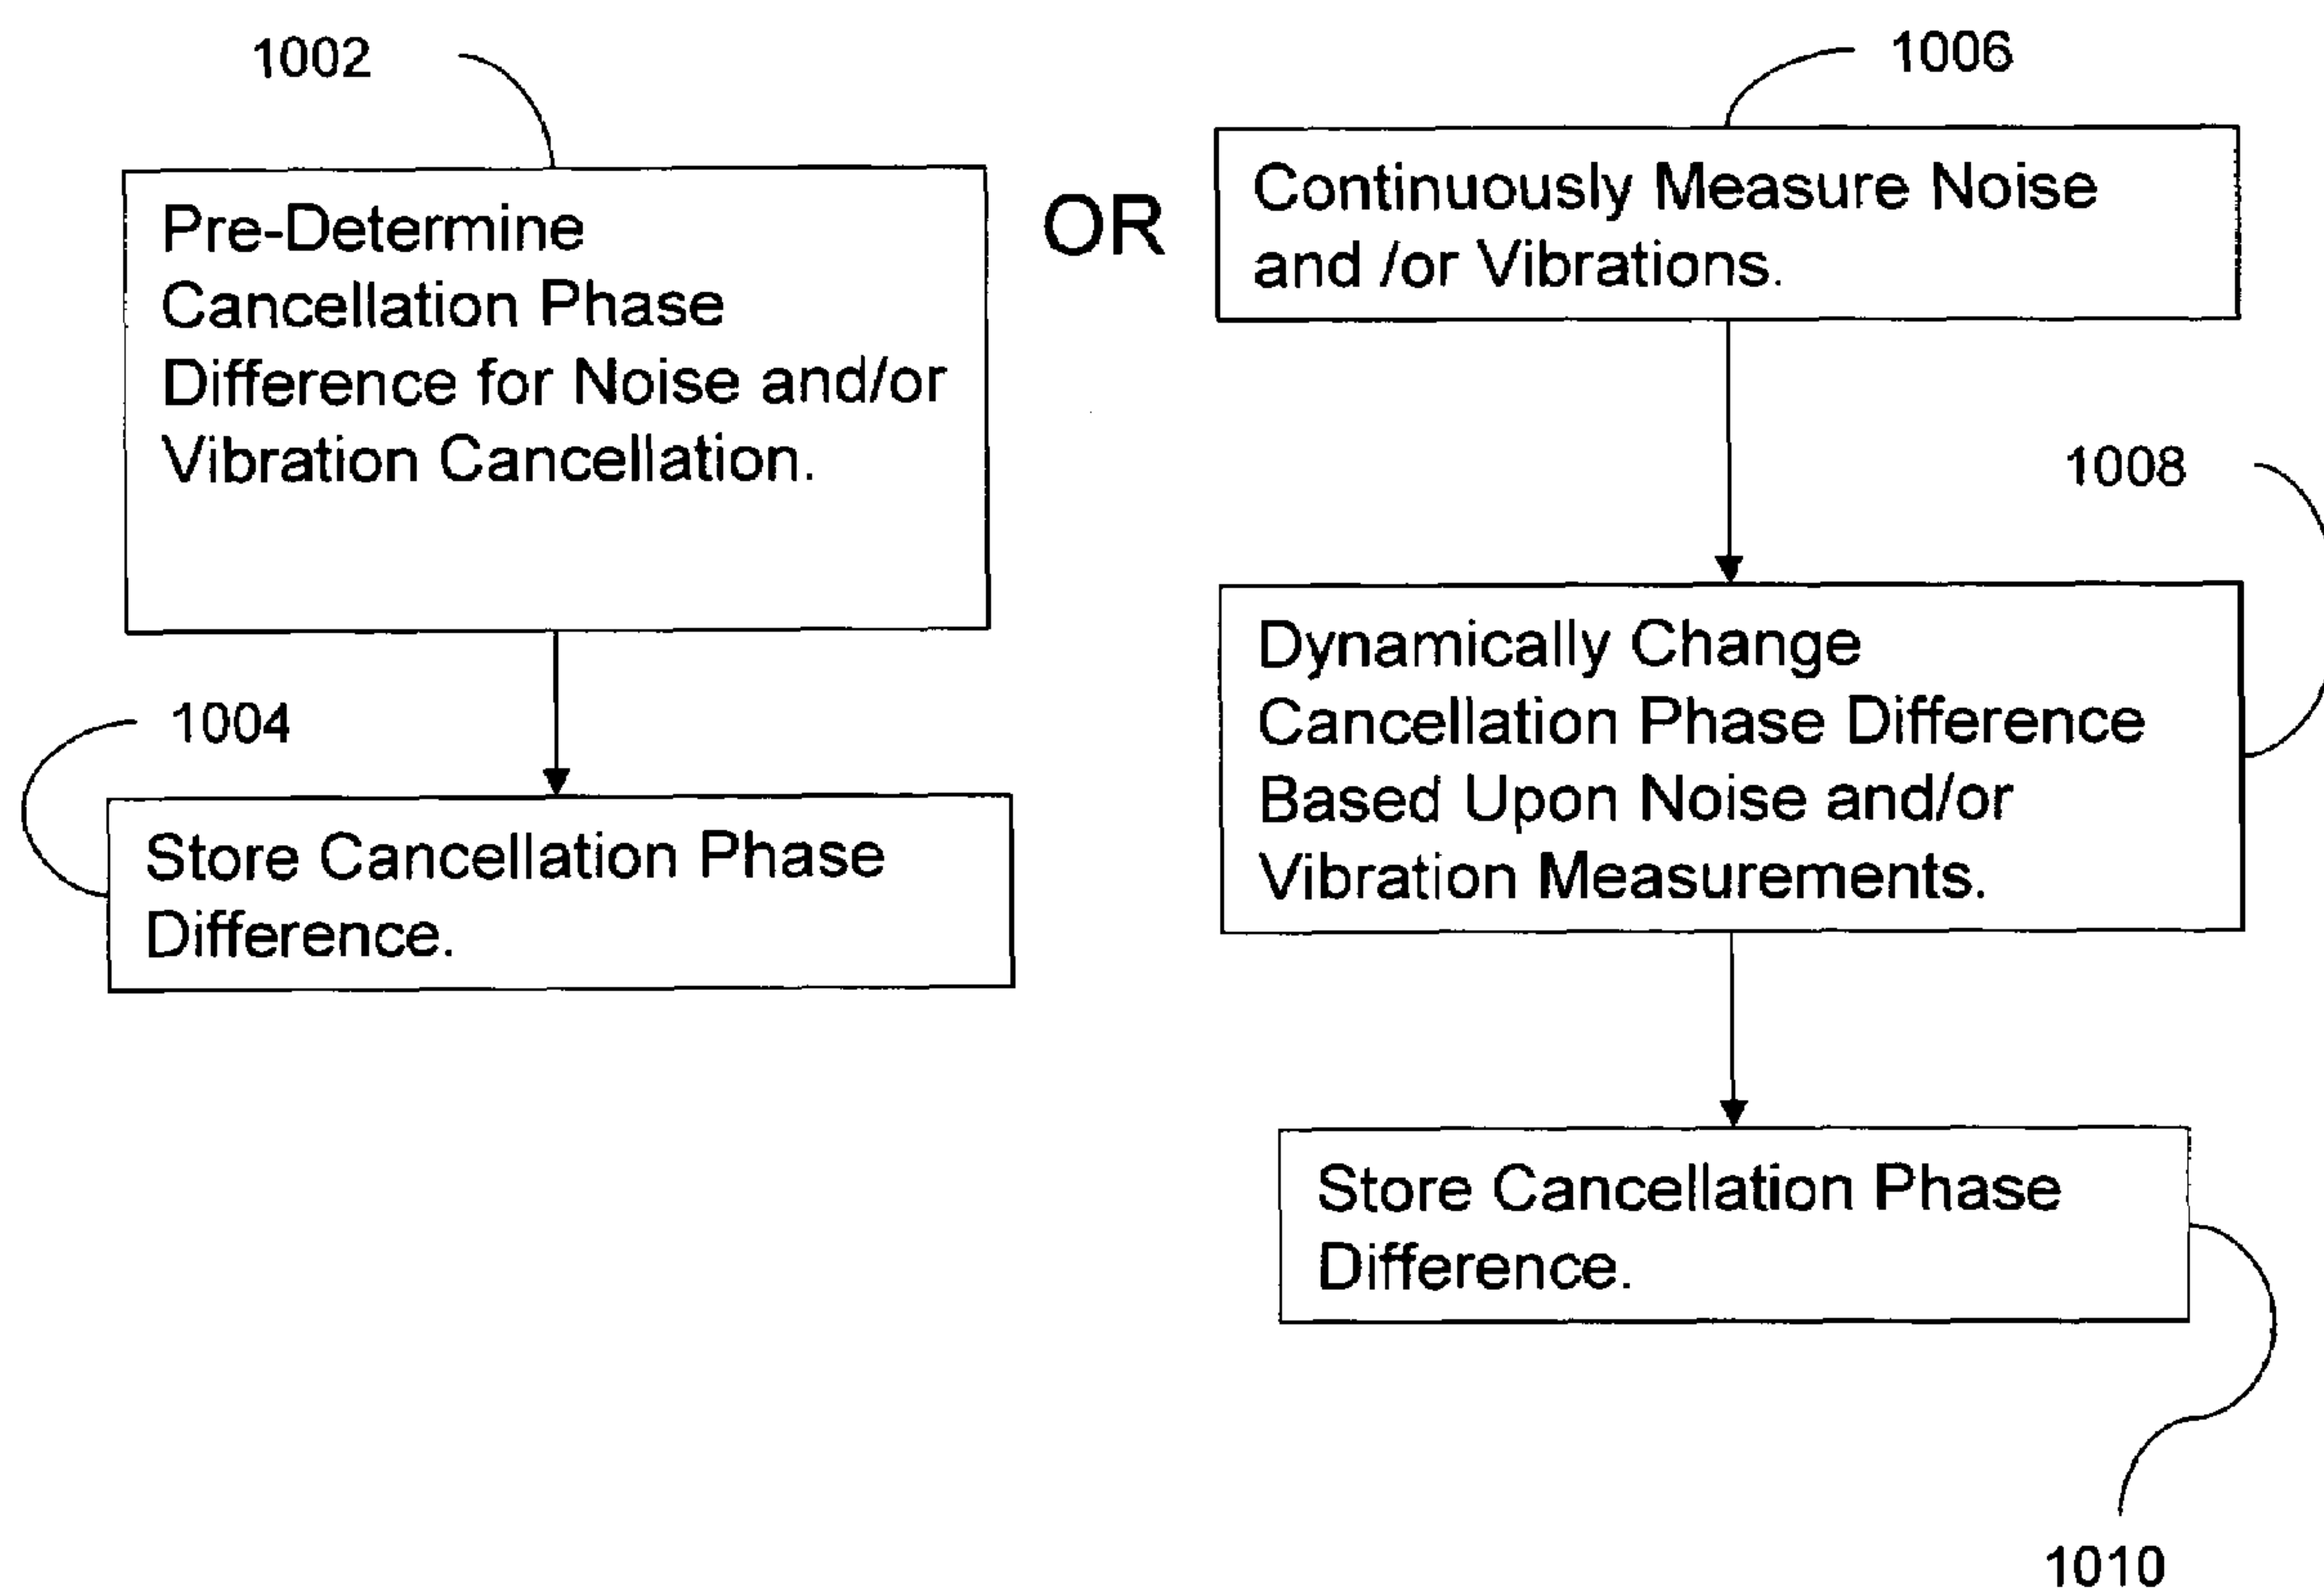 1002
Pre-Determine
Cancellation Phase
Difference for Noise and/or
Vibration Cancellation.
1004
Store Cancellation Phase
Difference.
OR
1006
Continuously Measure Noise
and /or Vibrations.
1008
Dynamically Change
Cancellation Phase Difference
Based Upon Noise and/or
Vibration Measurements.
Store Cancellation Phase
Difference.
1010